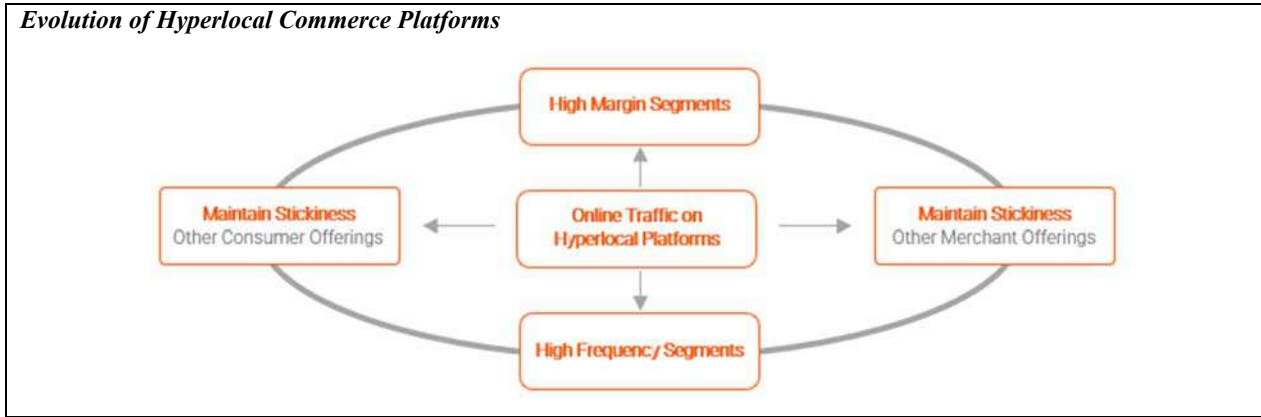 Evolution of Hyperlocal Commerce Platforms
High Margin Segments
Maintain Stickiness
Other Consumer Offerings
Online Traffic on
Hyperlocal Platforms
Maintain Stickiness
Other Merchant Offerings
High Frequency Segments